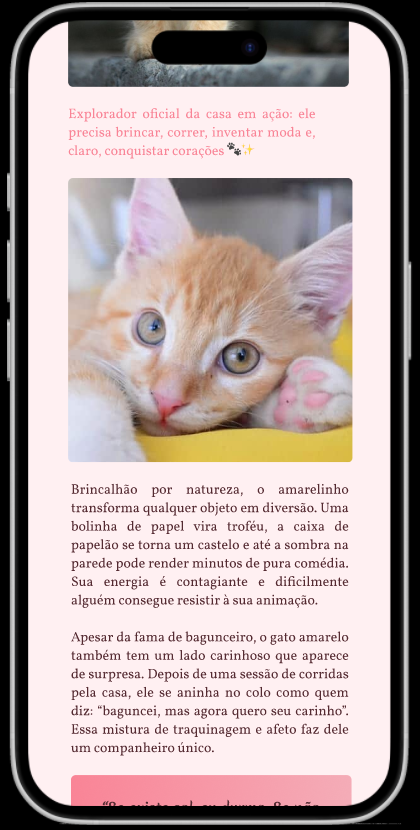 Explorador oficial da casa em ação: ele
precisa brincar, correr, inventar moda e,
claro, conquistar corações 🐾✨
Brincalhão por natureza, o amarelinho
transforma qualquer objeto em diversão. Uma
bolinha de papel vira troféu, a caixa de
papelão se torna um castelo e até a sombra na
parede pode render minutos de pura comédia.
Sua energia é contagiante e dificilmente
alguém consegue resistir à sua animação.
Apesar da fama de bagunceiro, o gato amarelo
também tem um lado carinhoso que aparece
de surpresa. Depois de uma sessão de corridas
pela casa, ele se aninha no colo como quem
diz: “baguncei, mas agora quero seu carinho”.
Essa mistura de traquinagem e afeto faz dele
um companheiro único.